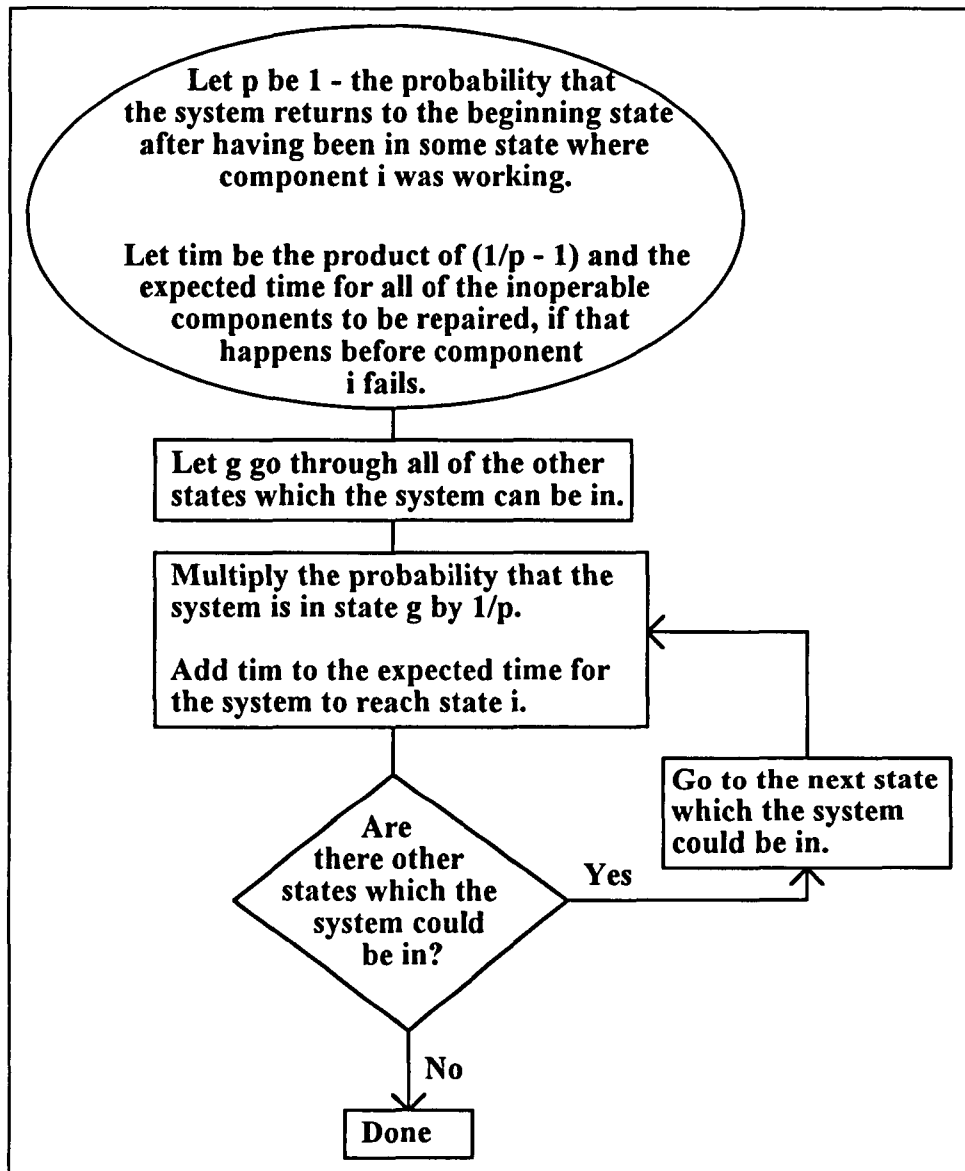 Let p be 1 - the probability that
the system returns to the beginning state
after having been in some state where
component i was working.
Let tim be the product of (1/p - 1) and the
expected time for all of the inoperable
components to be repaired, if that
happens before component
i fails.
Let g go through all of the other
states which the system can be in.
Multiply the probability that the
system is in state g by 1/p.
Add tim to the expected time for
the system to reach state i.
Go to the next state
which the system
could be in.
Are
there other
states which the
system could
be in?
Yes
No
Done